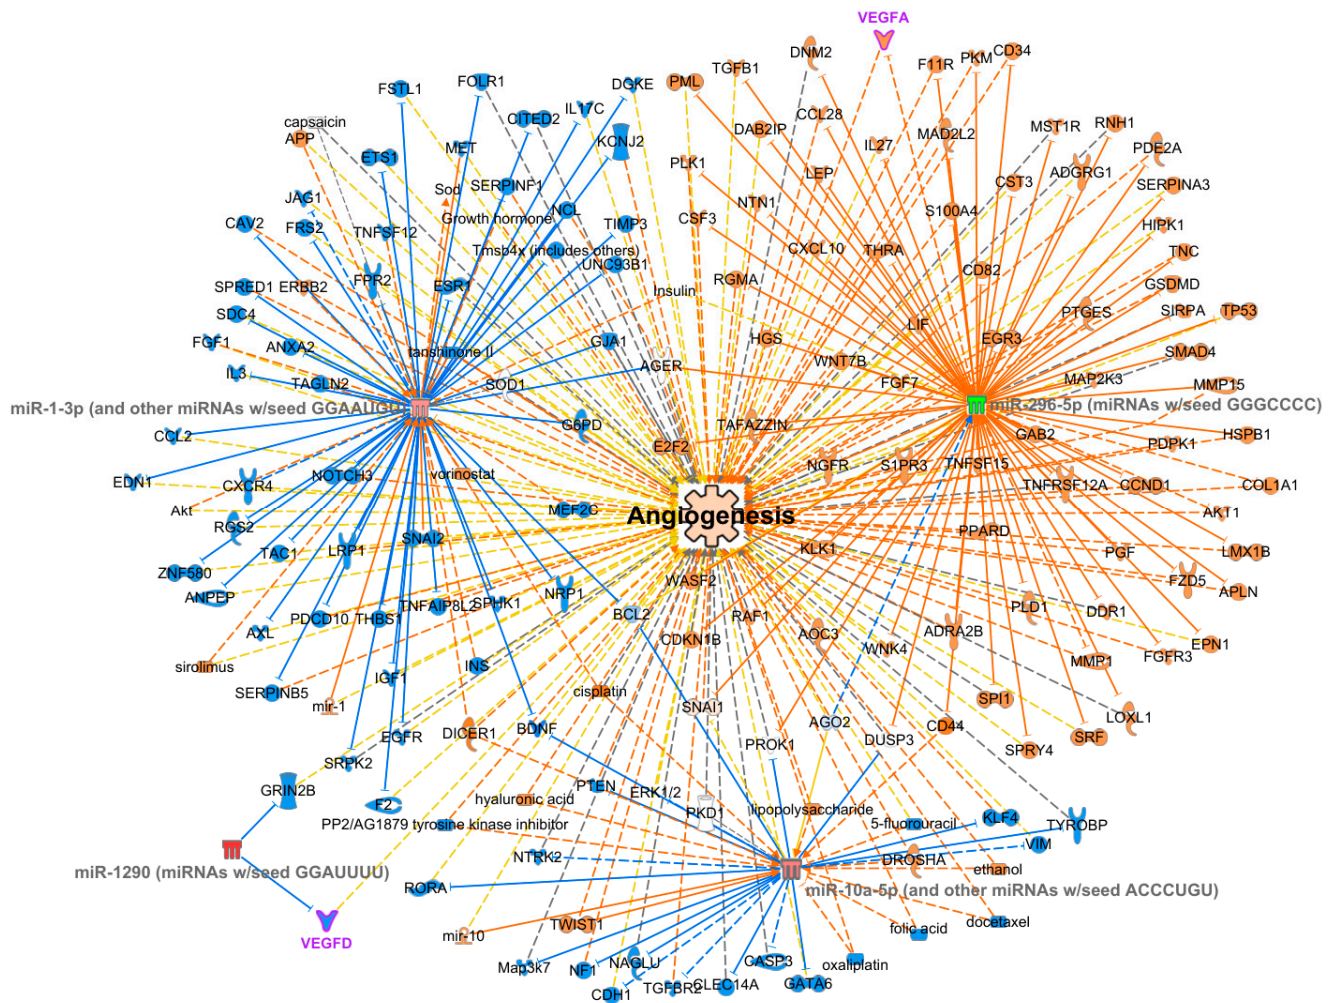 VEGFA
DNM2
CD34
F11R
PKM
TGFB1
PML
DGKE
FOLR1
FSTL1
IL17C
CITED2
CCL28
capsaicin
APP
DAB2IP
MAD2L2
MST1R
RNH1
KCNJ2
IL27
MET
ETS1
PDE2A
PLK1
LEP
ADGRG1
CST3
SERPINA3
SERPINF1
Sod
JAG1
NTN1
S100A4
NCL
Growth hormone
CSF3
TIMP3
CAV2
FRS2
TNFSF12
HIPK1
Tmsb4x (includes others)
UNC93B1
CXCL10
THRA
TNC
CD82
FPR2
ESR1
RGMA
SPRED1
ERBB2
Insulin
GSDMD
PTGES
SIRPA
TP53
SDC4
LIF
HGS
EGR3
FGF1
ANXA2
GJA1
tanshinone II
AGER
WNT7B
SMAD4
IL3
TAGLN2
SOD1
FGF7
MAP2K3
MMP15
miR-1-3p (and other miRNAs w/seed GGAAUGU)
miR-296-5p (miRNAs w/seed GGGCCCC)
G6PD
TAFAZZIN
CCL2
E2F2
GAB2
PDPK1
HSPB1
EDN1
CXCR4
NOTCH3
vorinostat
NGFR
S1PR3
TNFSF15
TNFRSF12A
CCND1
COL1A1
Akt
MEF2C
Angiogenesis
AKT1
RGS2
SNAI2
PPARD
TAC1
LRP1
KLK1
PGF
LMX1B
ZNF580
WASF2
FZD5
ANPEP
NRP1
APLN
PDCD10
THBS1
TNFAIP8L2
SPHK1
BCL2
RAF1
PLD1
DDR1
AXL
CDKN1B
AOC3
ADRA2B
EPN1
sirolimus
INS
WNK4
MMP1
FGFR3
SERPINB5
IGF1
cisplatin
SPI1
mir-1
SNAI1
AGO2
CD44
LOXL1
EGFR
DICER1
BDNF
PROK1
DUSP3
SPRY4
SRF
SRPK2
GRIN2B
PTEN
ERK1/2
F2
hyaluronic acid
PKD1
lipopolysaccharide
PP2/AG1879 tyrosine kinase inhibitor
5-fluorouracil
KLF4
TYROBP
VIM
NTRK2
DROSHA
ethanol
miR-1290 (miRNAs w/seed GGAUUUU)
RORA
miR-10a-5p (and other miRNAs w/seed ACCCUGU)
VEGFD
mir-10
TWIST1
folic acid
docetaxel
Map3k7
NF1
NAGLU
CASP3
oxaliplatin
CDH1
TGFBR2
CLEC14A
GATA6